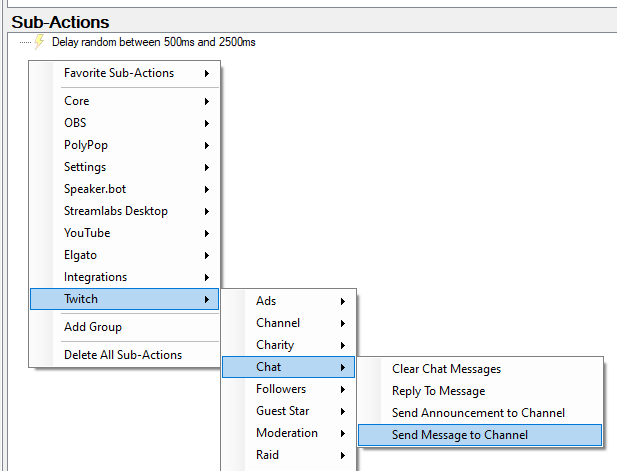 Sub-Actions
Delay random between 500ms and 2500ms
Favorite Sub-Actions
Core
OBS
PolyPop
Settings
Speaker.bot
Streamlabs Desktop
YouTube
Elgato
Integrations
Twitch
Add Group
Delete All Sub-Actions
Ads
Channel
Charity
Chat
Followers
Guest Star
Moderation
Raid
Clear Chat Messages
Reply To Message
Send Announcement to Channel
Send Message to Channel